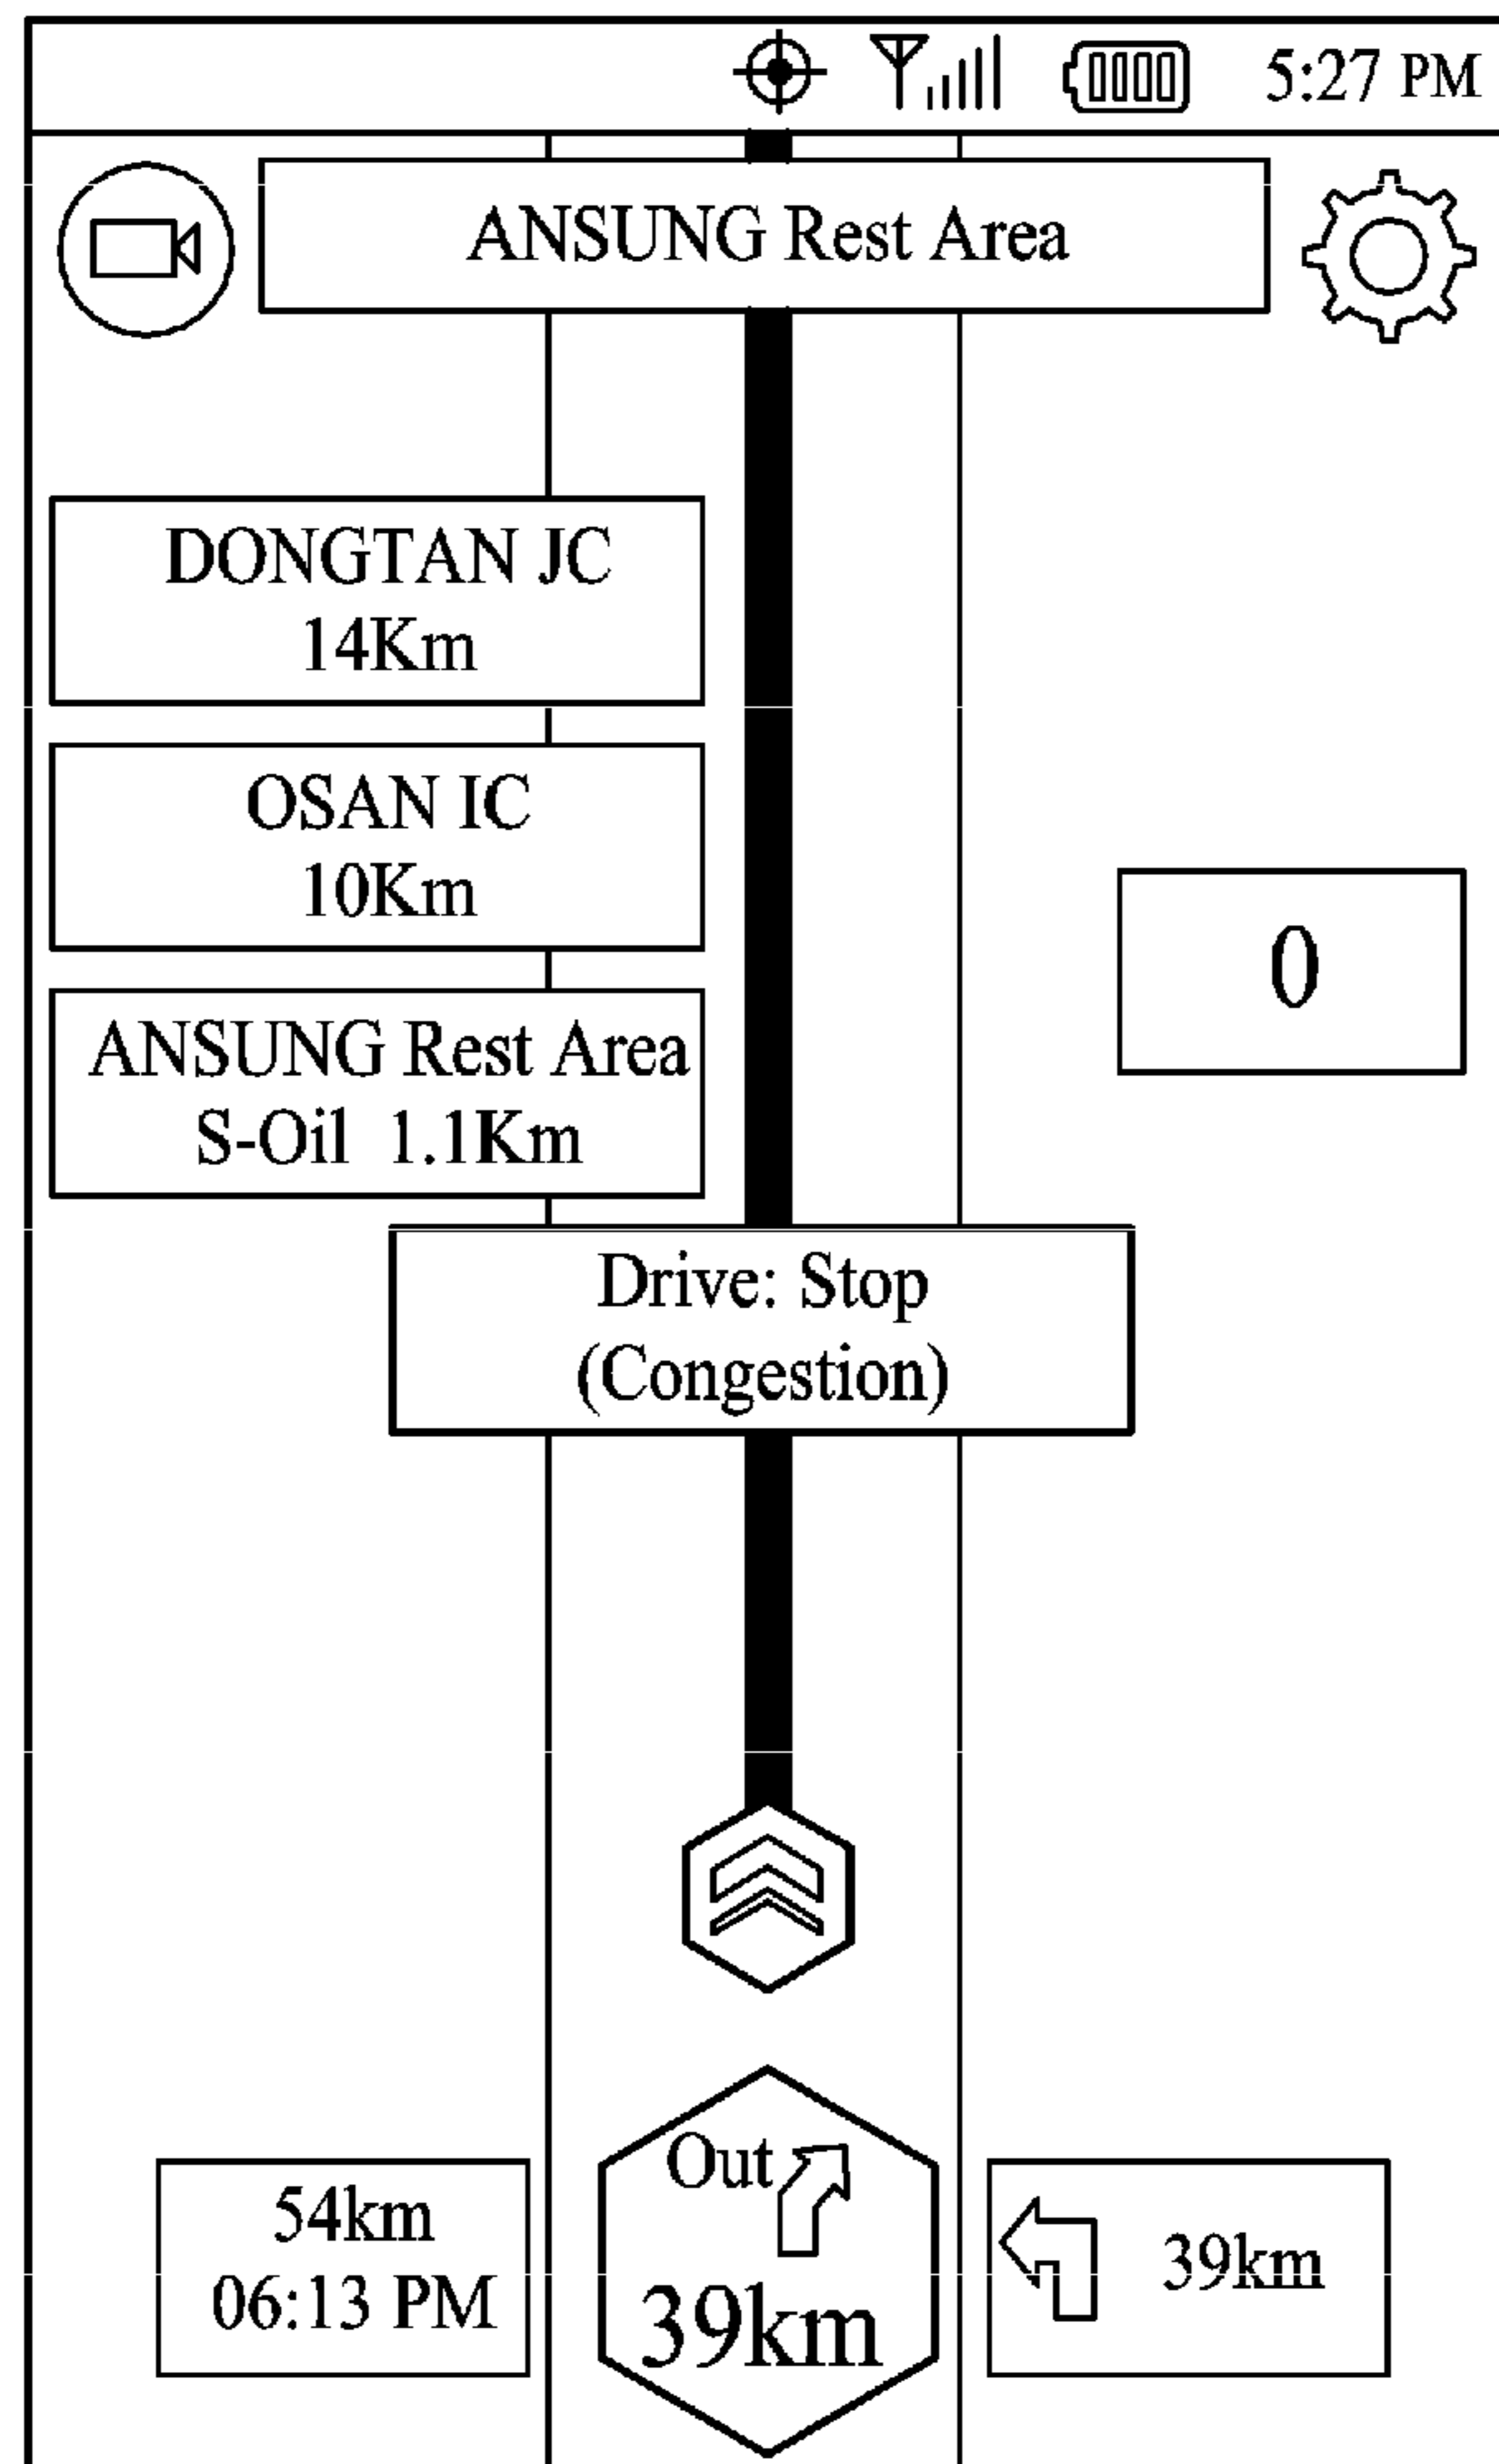 5:27 PM
ANSUNG Rest Area
DONGTAN JC
14Km
OSAN IC
10Km
0
ANSUNG Rest Area
S-Oil 1.1Km
Drive: Stop
(Congestion)
Out
54km
06:13 PM
39km
39km